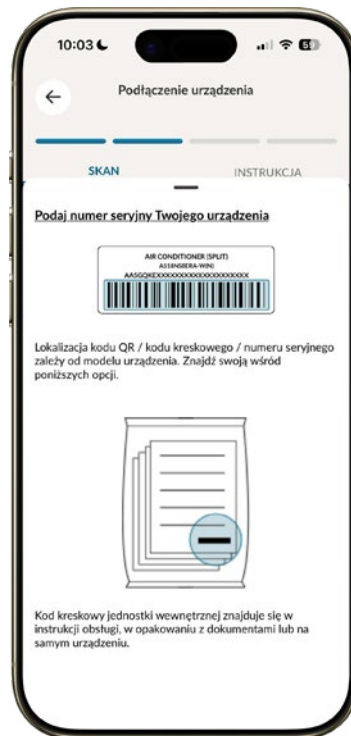 10:03
59
Podłączenie urządzenia
SKAN
INSTRUKCJA
Podaj numer seryjny Twojego urządzenia
AIR CONDITIONER (SPLIT)
AASGQKEXXXXXXXXXXXXXXXXXXXX
Lokalizacja kodu QR / kodu kreskowego / numeru seryjnego
zależy od modelu urządzenia. Znajdź swoją wśród
poniższych opcji.
Kod kreskowy jednostki wewnętrznej znajduje się w
instrukcji obsługi, w opakowaniu z dokumentami lub na
samym urządzeniu.